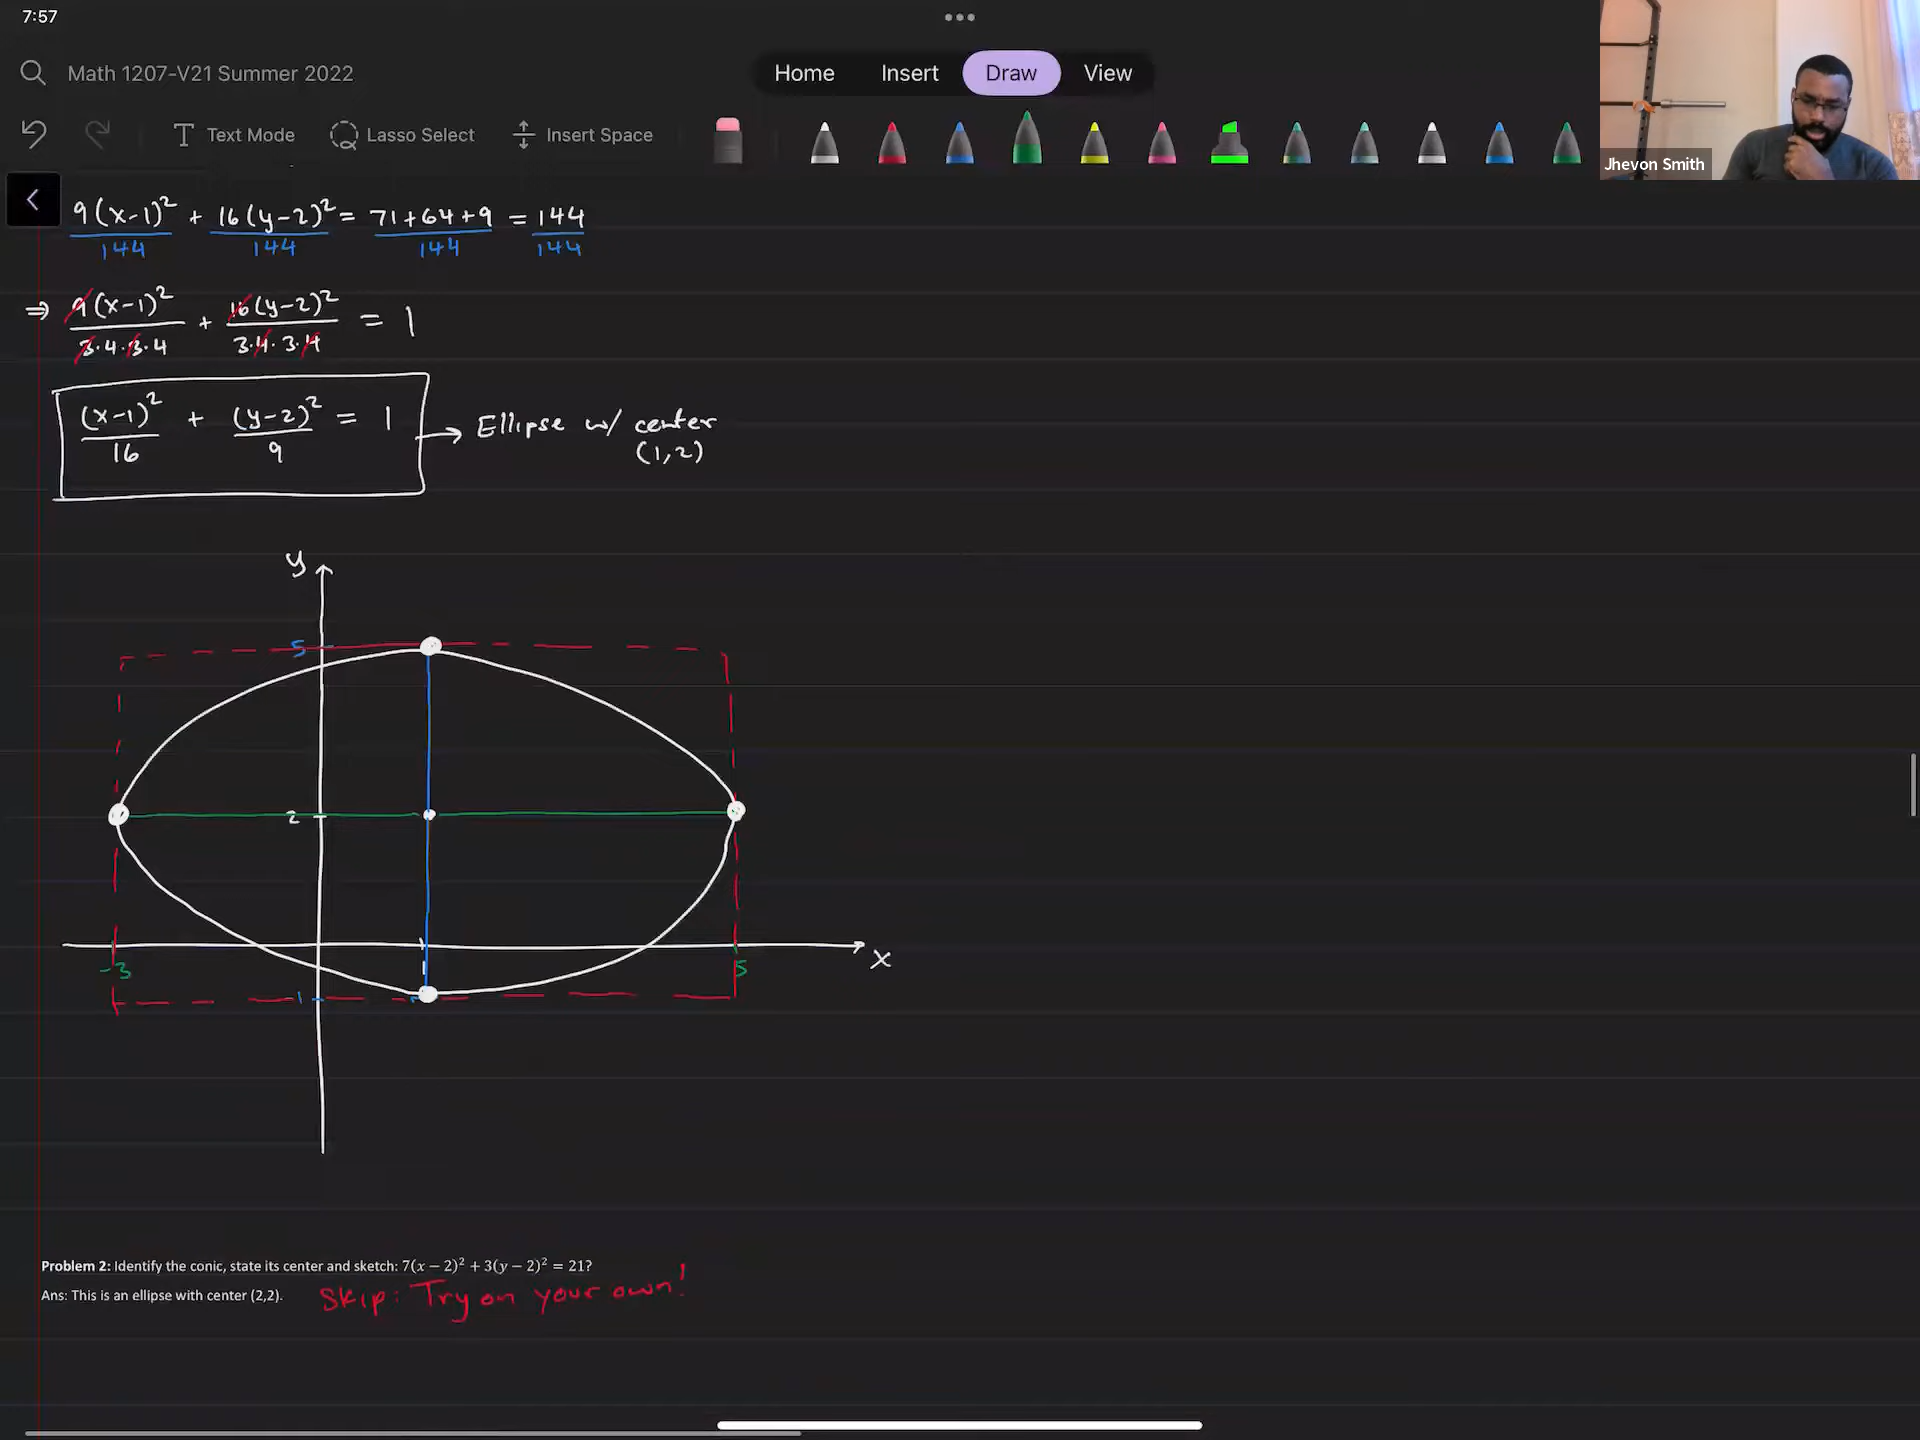 7:57
Math 1207-V21 Summer 2022
Home Insert Draw View
Text Mode Lasso Select Insert Space
Jhevon Smith
9(x-1)²/144 + 16(y-2)²/144 = 71+64+9/144 = 144/144
⇒ 9(x-1)²/3·4·3·4 + 16(y-2)²/3·4·3·4 = 1
(x-1)²/16 + (y-2)²/9 = 1 → Ellipse w/ center
(1,2)
y
5
2
-3 1 5 x
-1
Problem 2: Identify the conic, state its center and sketch: 7(x − 2)² + 3(y − 2)² = 21?
Ans: This is an ellipse with center (2,2). Skip: Try on your own!